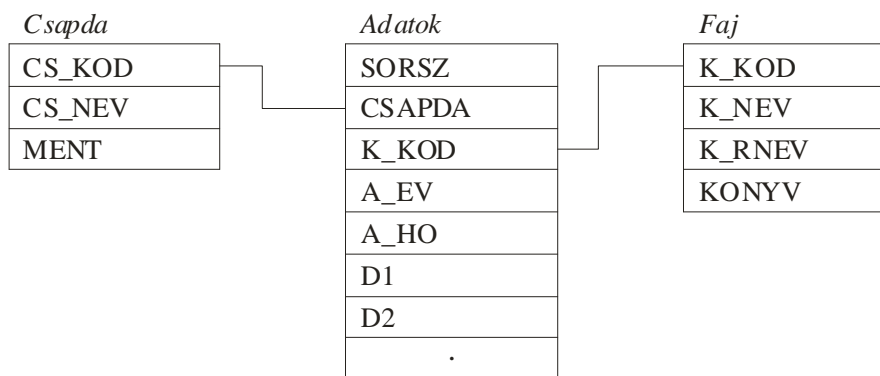 Csapda
CS_KOD
CS_NEV
MENT
Adatok
SORSZ
CSAPDA
K_KOD
A_EV
A_HO
D1
D2
.
Faj
K_KOD
K_NEV
K_RNEV
KONYV